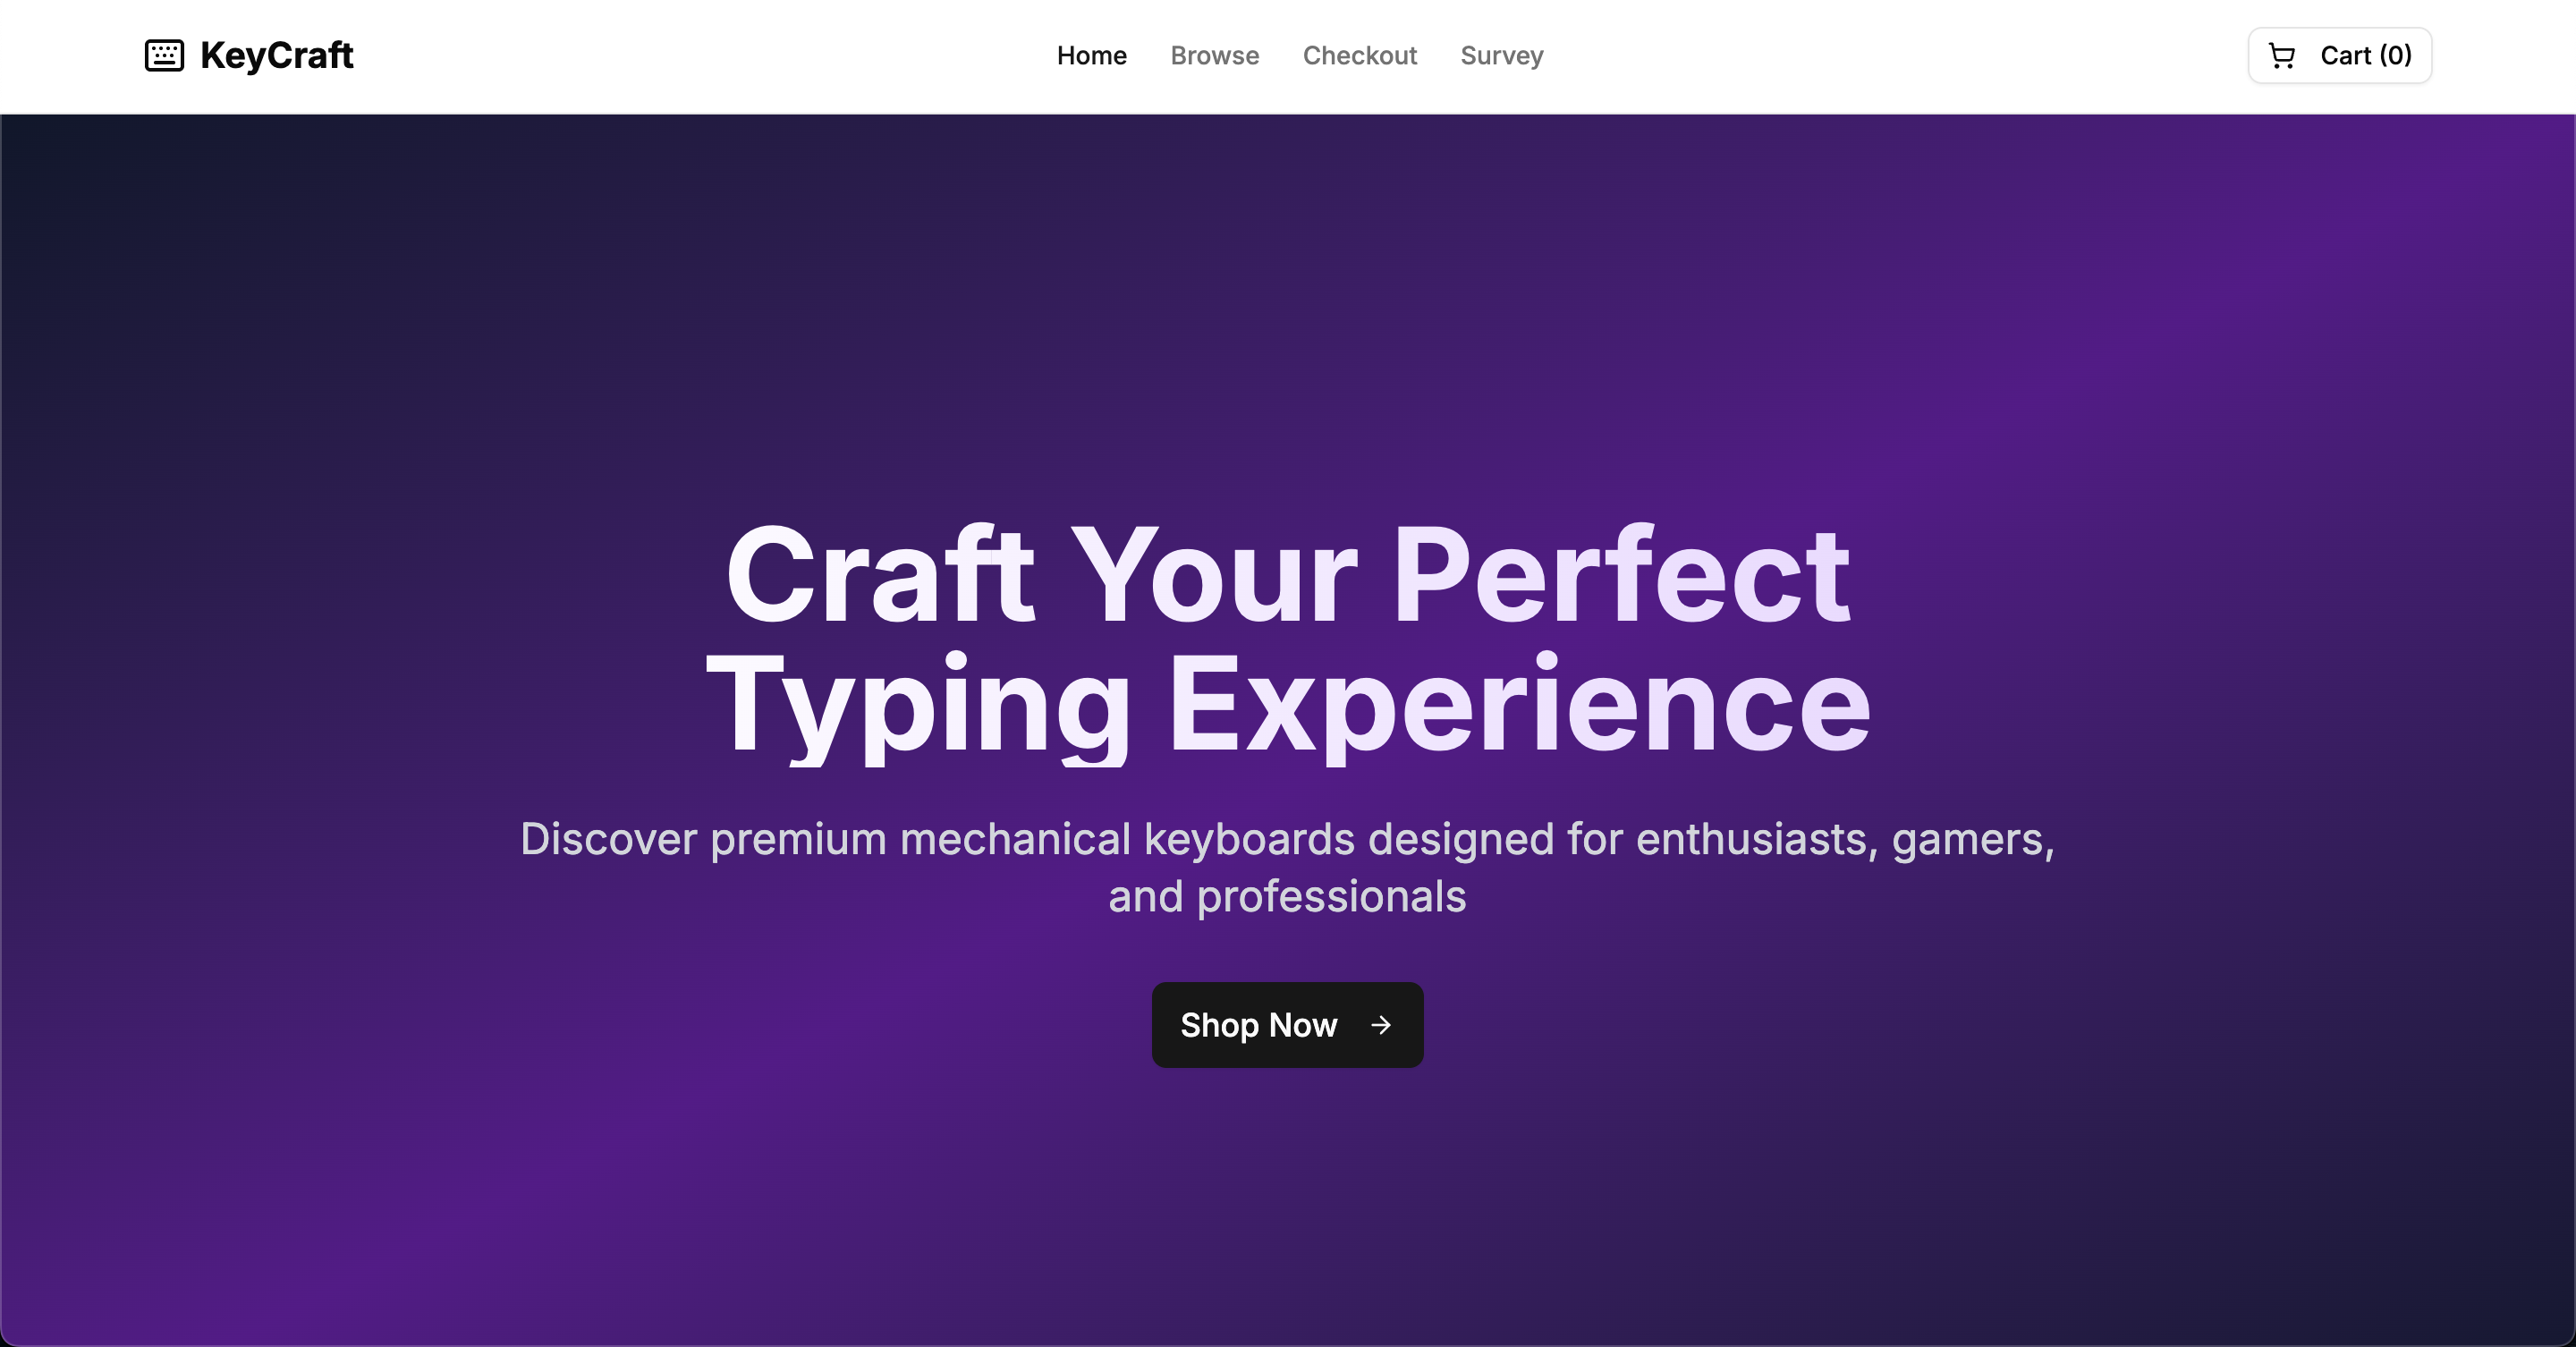 KeyCraft
Home Browse Checkout Survey
Cart (0)
Craft Your Perfect
Typing Experience
Discover premium mechanical keyboards designed for enthusiasts, gamers,
and professionals
Shop Now